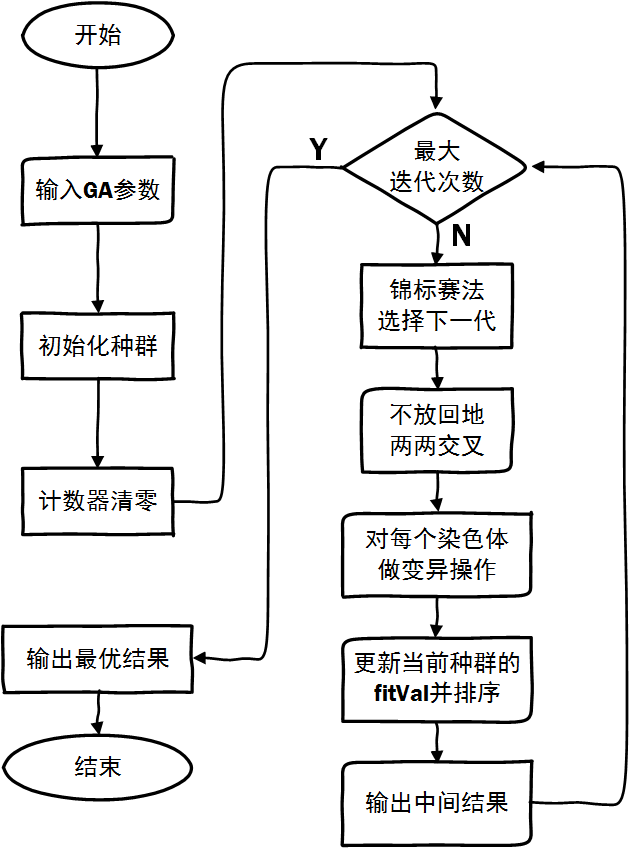 开始
输入GA参数
初始化种群
计数器清零
最大
迭代次数
Y
N
锦标赛法
选择下一代
不放回地
两两交叉
对每个染色体
做变异操作
更新当前种群的
fitVal并排序
输出中间结果
输出最优结果
结束